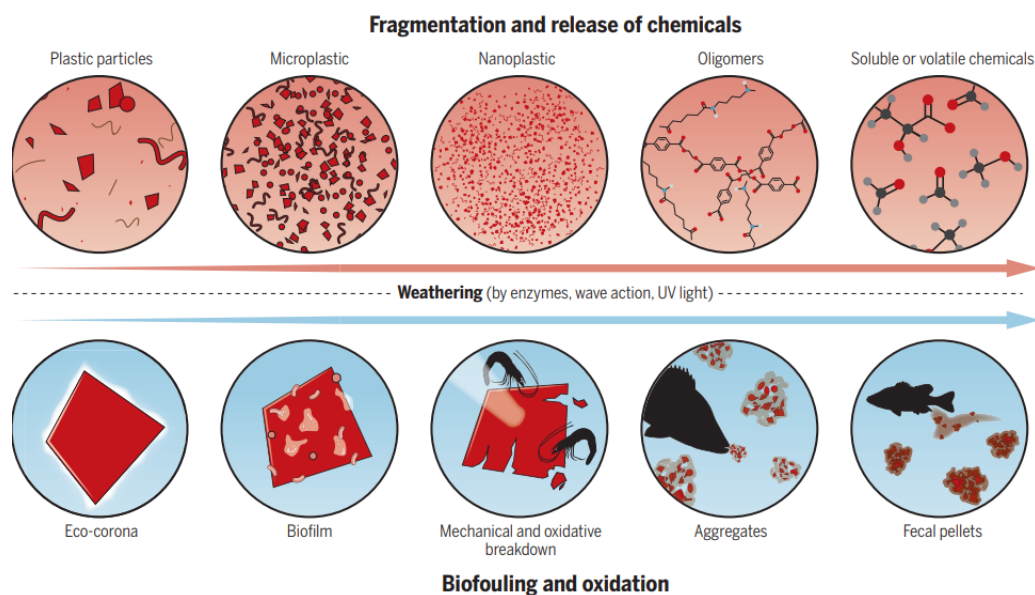 Fragmentation and release of chemicals
Plastic particles
Microplastic
Nanoplastic
Oligomers
Soluble or volatile chemicals
Weathering (by enzymes, wave action, UV light)
Eco-corona
Biofilm
Mechanical and oxidative
breakdown
Aggregates
Fecal pellets
Biofouling and oxidation